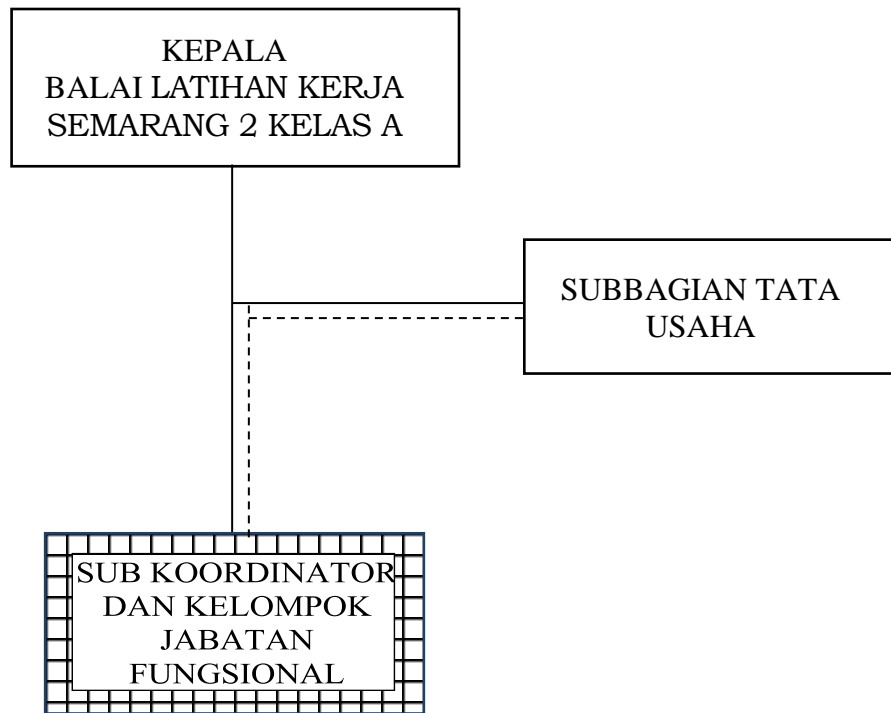 KEPALA
BALAI LATIHAN KERJA
SEMARANG 2 KELAS A
SUBBAGIAN TATA
USAHA
SUB KOORDINATOR
DAN KELOMPOK
JABATAN
FUNGSIONAL